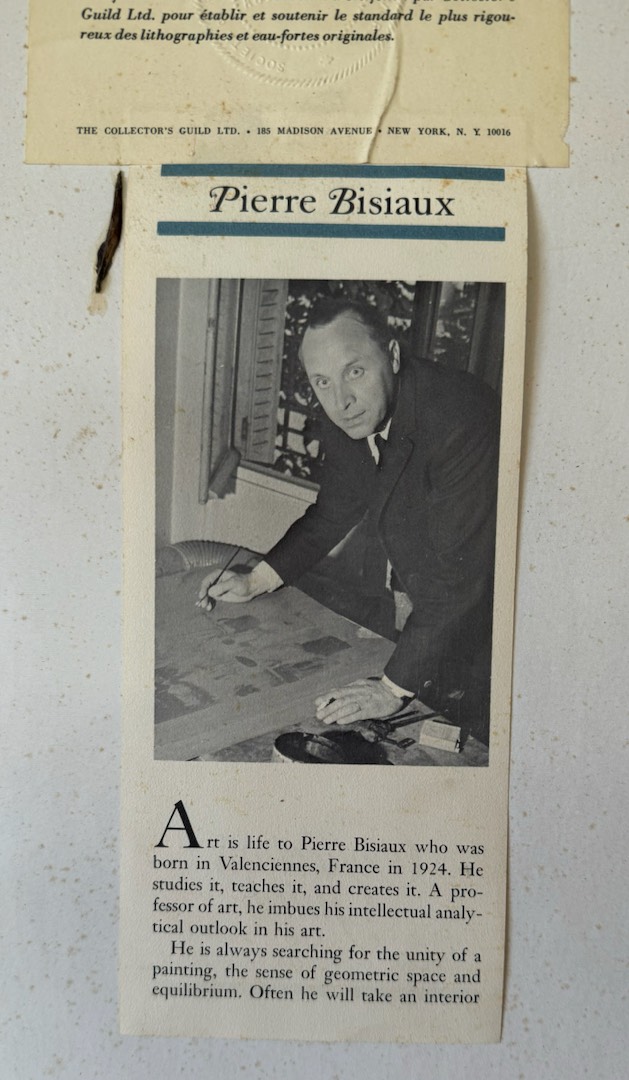 Guild Ltd. pour établir et soutenir le standard le plus rigou-
reux des lithographies et eau-fortes originales.
SOCIET
THE COLLECTOR'S GUILD LTD. • 185 MADISON AVENUE • NEW YORK, N. Y. 10016
Pierre Bisiaux
Art is life to Pierre Bisiaux who was
born in Valenciennes, France in 1924. He
studies it, teaches it, and creates it. A pro-
fessor of art, he imbues his intellectual analy-
tical outlook in his art.
He is always searching for the unity of a
painting, the sense of geometric space and
equilibrium. Often he will take an interior